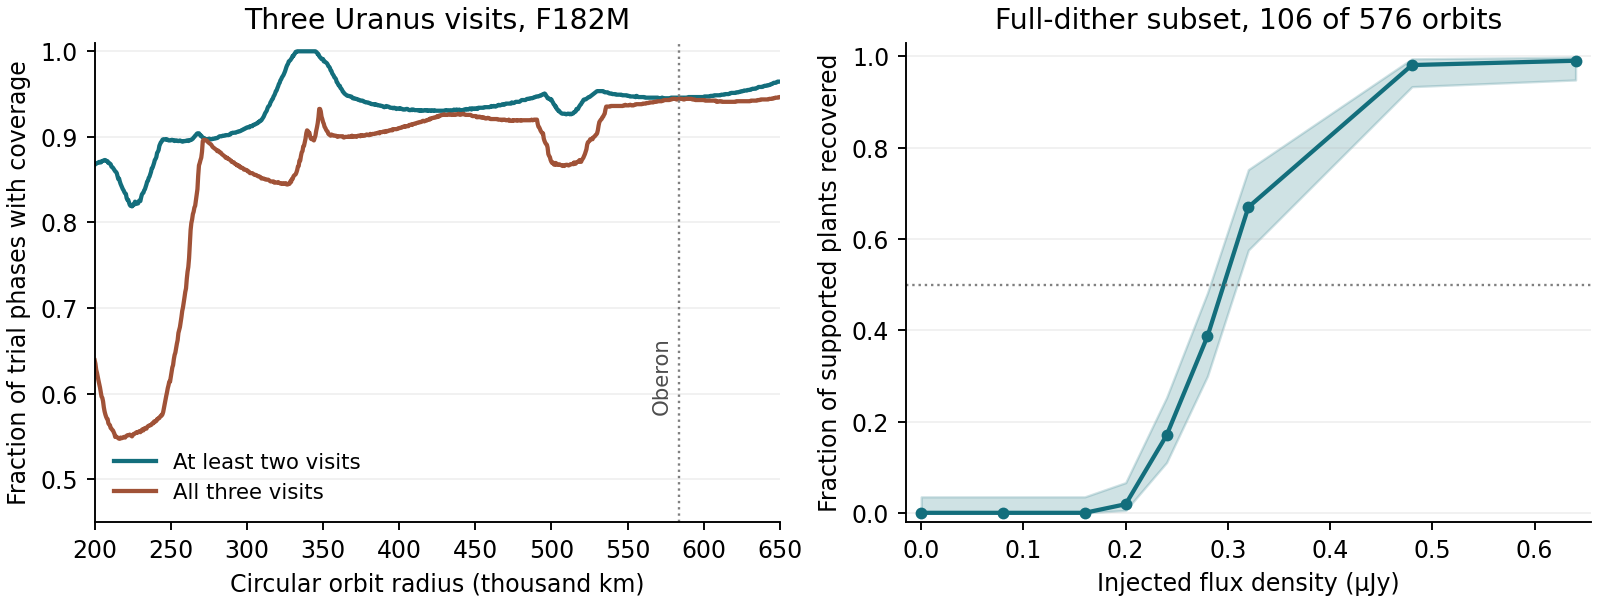 Three Uranus visits, F182M
Fraction of trial phases with coverage
1.0
0.9
0.8
0.7
0.6
0.5
Oberon
At least two visits
All three visits
200 250 300 350 400 450 500 550 600 650
Circular orbit radius (thousand km)
Full-dither subset, 106 of 576 orbits
Fraction of supported plants recovered
1.0
0.8
0.6
0.4
0.2
0.0
0.0 0.1 0.2 0.3 0.4 0.5 0.6
Injected flux density (μJy)